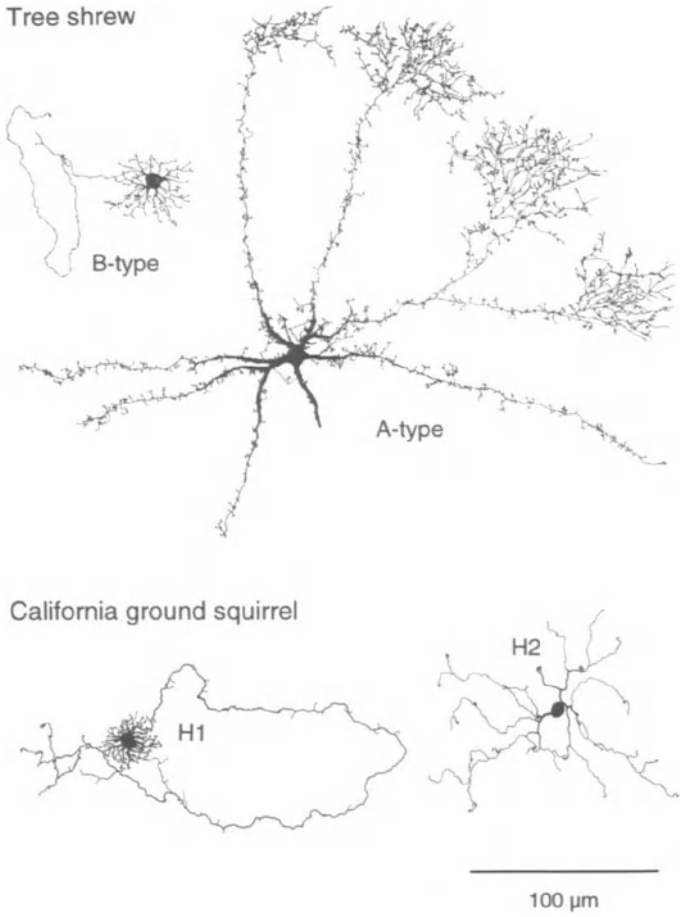 Tree shrew
B-type
A-type
California ground squirrel
H2
H1
100 µm